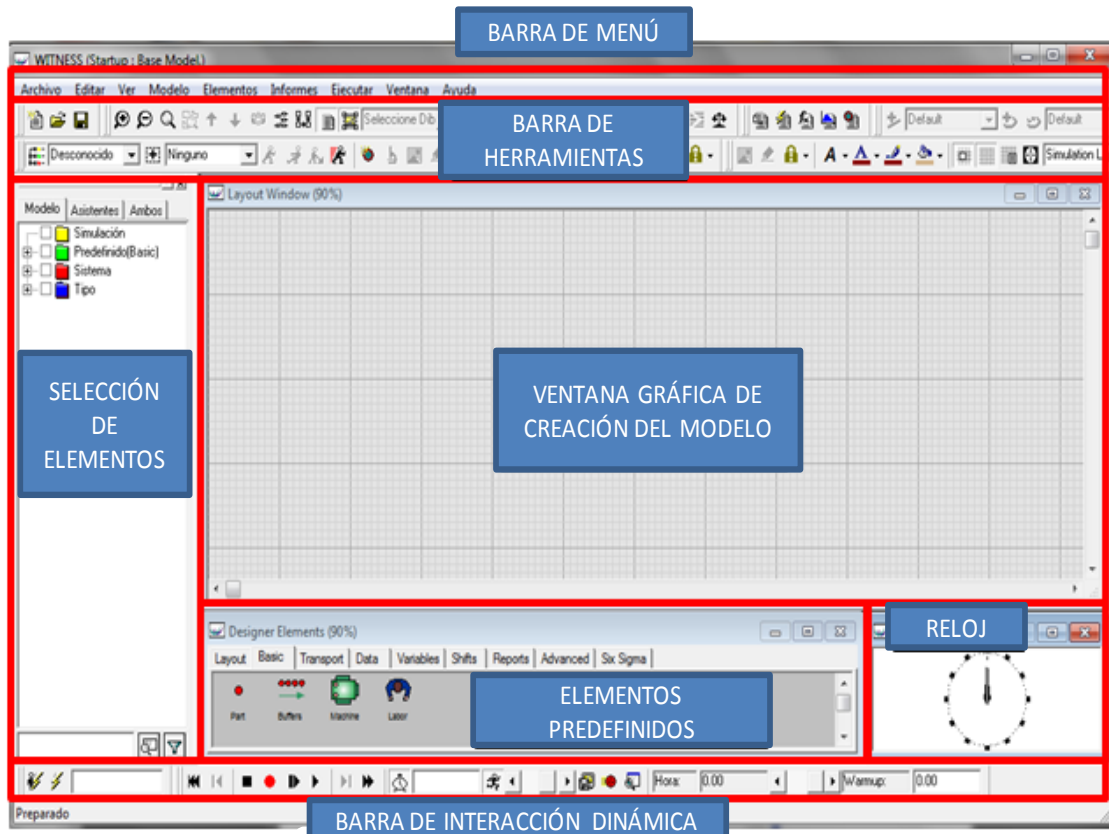 BARRA DE MENÚ
WITNESS (Startup : Base Model.)
Archivo Editar Ver Modelo Elementos Informes Ejecutar Ventana Ayuda
BARRA DE
HERRAMIENTAS
Seleccione Dib
Default
Default
Desconocido
Ninguno
Simulation L
Modelo Asistentes Ambos
Simulación
Predefinido(Basic)
Sistema
Tipo
SELECCIÓN
DE
ELEMENTOS
Layout Window (90%)
VENTANA GRÁFICA DE
CREACIÓN DEL MODELO
Designer Elements (90%)
Layout Basic Transport Data Variables Shifts Reports Advanced Six Sigma
Part Buffers Machine Labor
ELEMENTOS
PREDEFINIDOS
RELOJ
Hora: 0.00
Warmup: 0.00
Preparado
BARRA DE INTERACCIÓN DINÁMICA